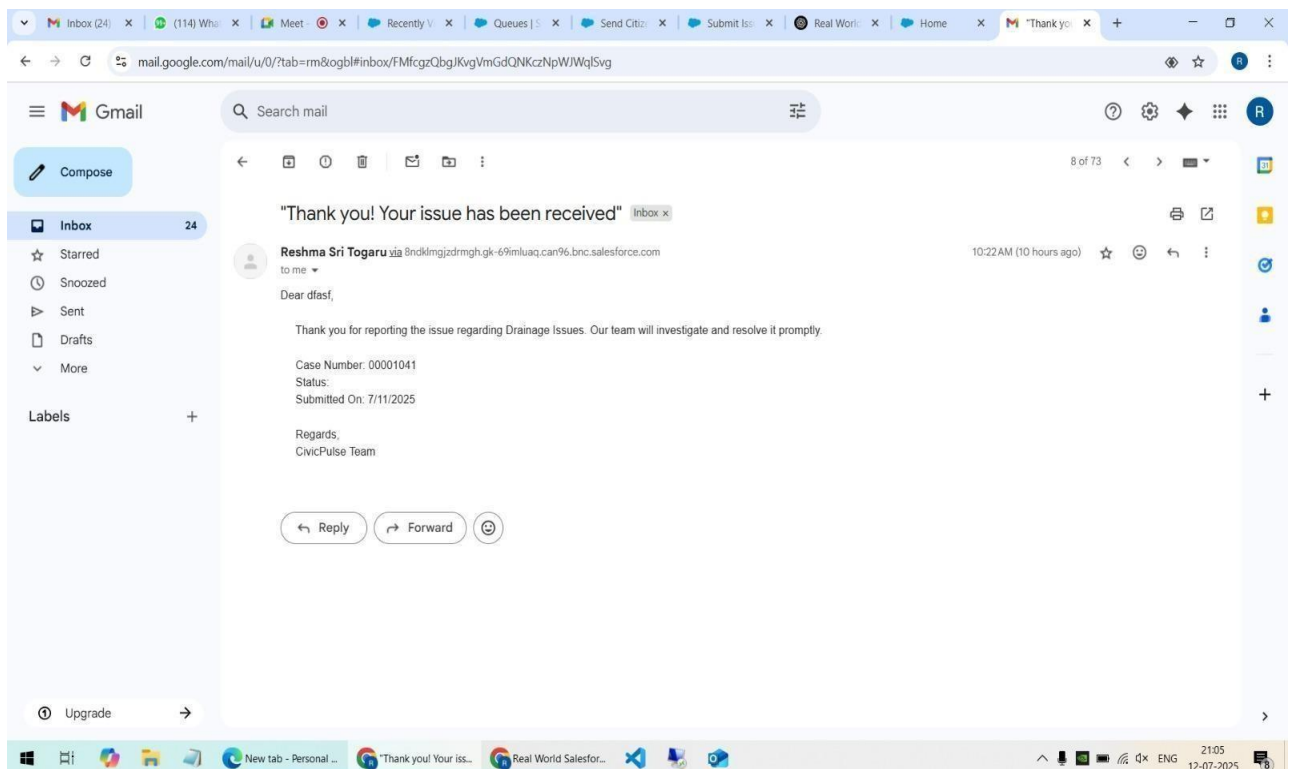 Inbox (24)
(114) Wha
Meet -
Recently V
Queues | S
Send Citiz
Submit Iss
Real World
Home
"Thank yo
mail.google.com/mail/u/0/?tab=rm&ogbl#inbox/FMfcgzQbgJKvgVmGdQNKczNpWJWqlSvg
R
Gmail
Search mail
R
Compose
8 of 73
31
"Thank you! Your issue has been received" Inbox x
Inbox 24
Starred
Reshma Sri Togaru via 8ndklmgjzdrmgh.gk-69imluaq.can96.bnc.salesforce.com
10:22 AM (10 hours ago)
to me
Snoozed
Dear dfasf,
Sent
Thank you for reporting the issue regarding Drainage Issues. Our team will investigate and resolve it promptly.
Drafts
Case Number: 00001041
More
Status:
Submitted On: 7/11/2025
Labels
Regards,
CivicPulse Team
Reply
Forward
Upgrade
New tab - Personal ...
"Thank you! Your iss...
Real World Salesfor...
ENG
21:05
12-07-2025
8